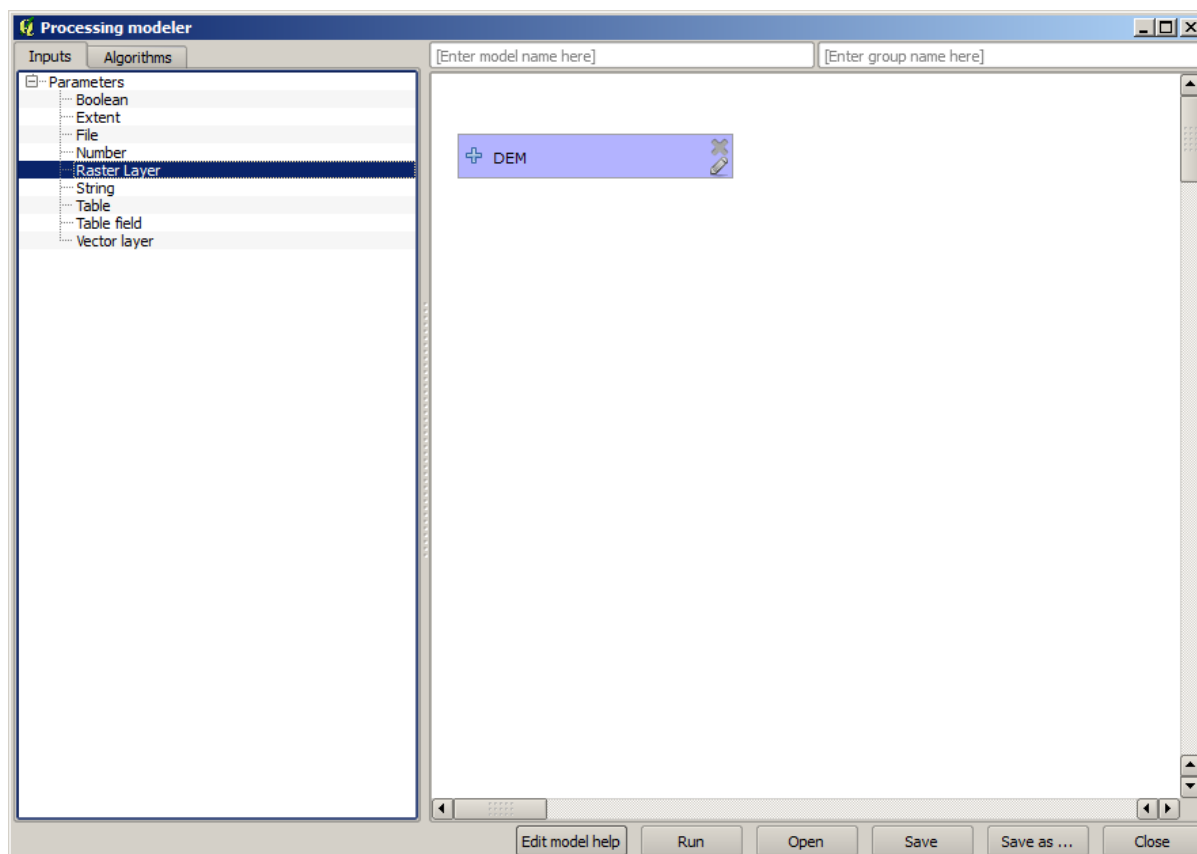 Processing modeler
Inputs
Algorithms
[Enter model name here]
[Enter group name here]
Parameters
Boolean
Extent
File
Number
Raster Layer
String
Table
Table field
Vector layer
DEM
Edit model help
Run
Open
Save
Save as ...
Close